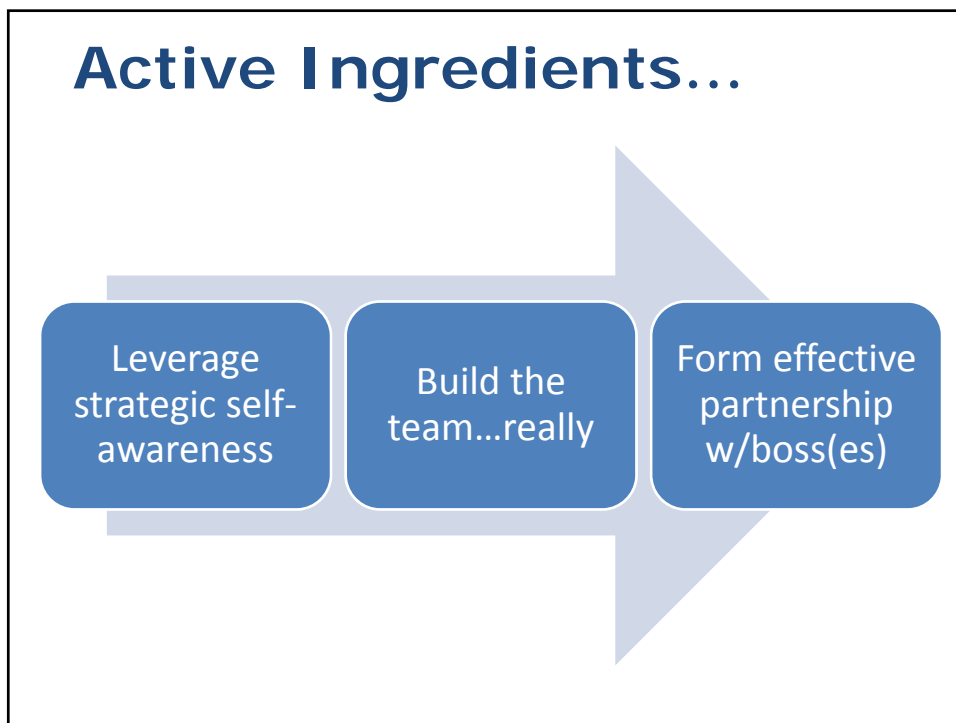 Active Ingredients...
Leverage
strategic self-
awareness
Build the
team...really
Form effective
partnership
w/boss(es)